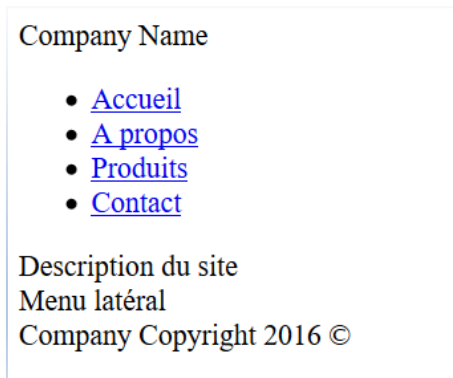 Company Name
Accueil
A propos
Produits
Contact
Description du site
Menu latéral
Company Copyright 2016 ©